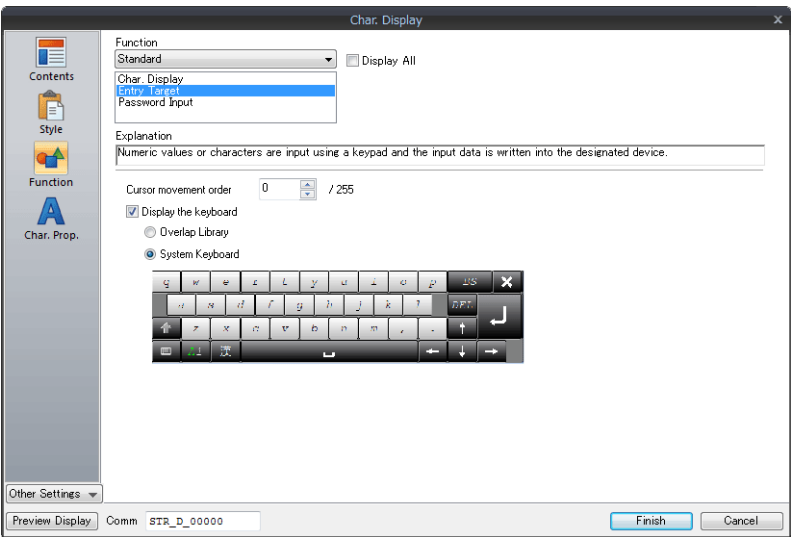 Char. Display
Contents
Style
Function
Char. Prop.
Other Settings
Function
Standard
Display All
Char. Display
Entry Target
Password Input
Explanation
Numeric values or characters are input using a keypad and the input data is written into the designated device.
Cursor movement order 0 / 255
Display the keyboard
Overlap Library
System Keyboard
q w e r t y u i o p BS
a s d f g h j k l DEL
z x c v b n m , .
Preview Display Comm STR_D_00000 Finish Cancel